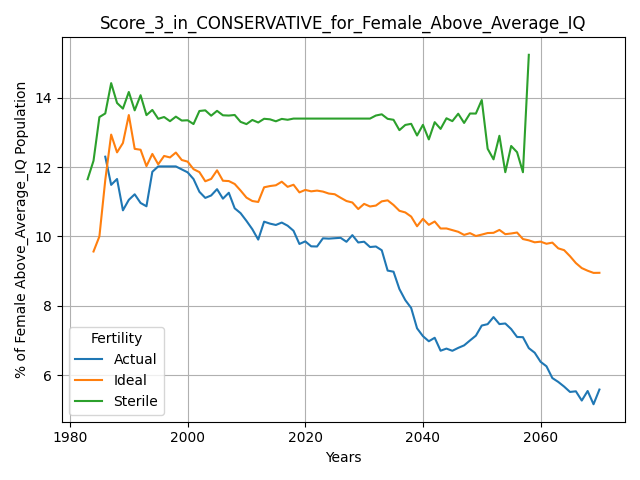 Score_3_in_CONSERVATIVE_for_Female_Above_Average_IQ
% of Female Above_Average_IQ Population
14
12
10
8
6
Fertility
Actual
Ideal
Sterile
1980
2000
2020
2040
2060
Years